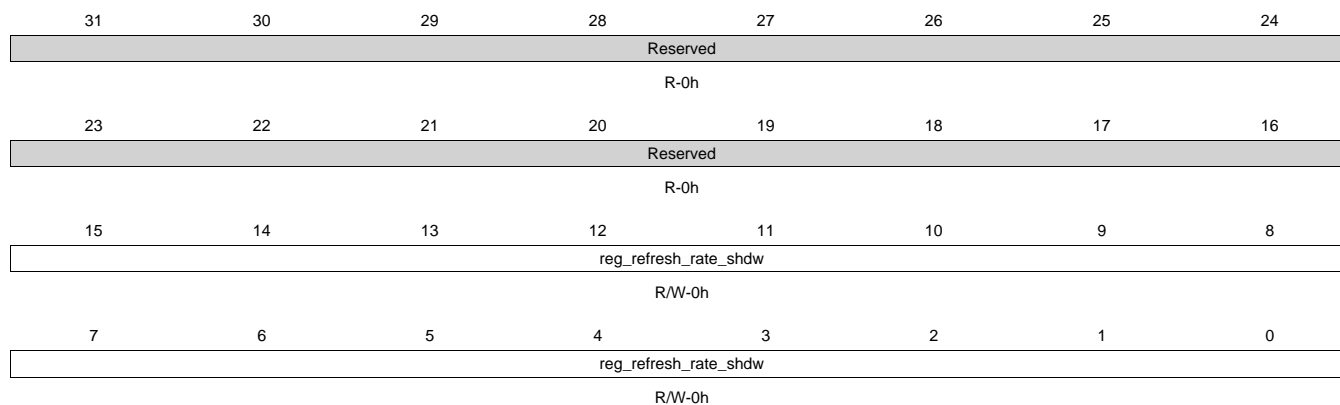 31 30 29 28 27 26 25 24
Reserved
R-0h
23 22 21 20 19 18 17 16
Reserved
R-0h
15 14 13 12 11 10 9 8
reg_refresh_rate_shdw
R/W-0h
7 6 5 4 3 2 1 0
reg_refresh_rate_shdw
R/W-0h